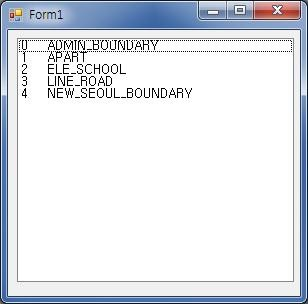 Form1
0 ADMIN_BOUNDARY
1 APART
2 ELE_SCHOOL
3 LINE_ROAD
4 NEW_SEOUL_BOUNDARY